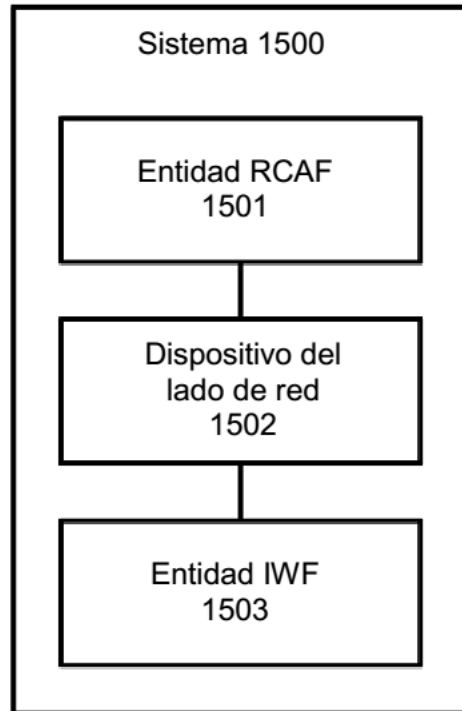 Sistema 1500
Entidad RCAF
1501
Dispositivo del
lado de red
1502
Entidad IWF
1503